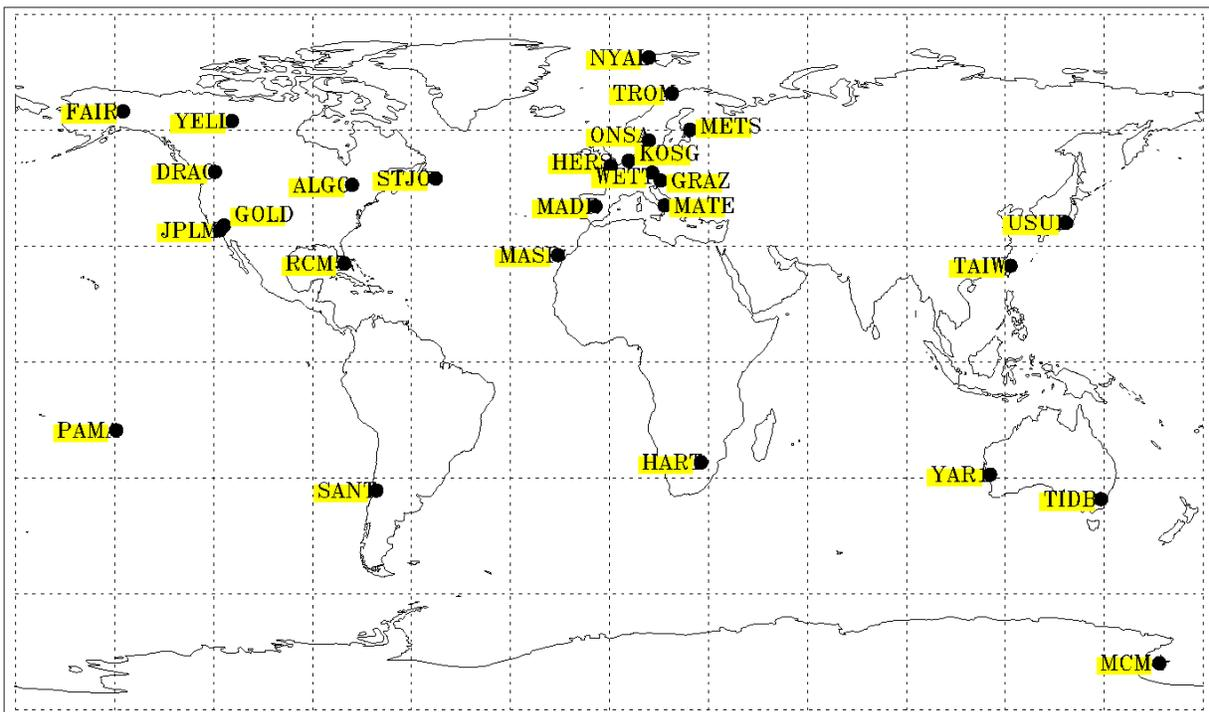 NYAL
TROM
FAIR
YELL
ONSA
METS
HERS
KOSG
DRAO
ALGO
STJO
WETT
GRAZ
MADR
MATE
GOLD
JPLM
USUD
MASP
RCM5
TAIW
PAMA
HART
YAR1
SANT
TIDB
MCM